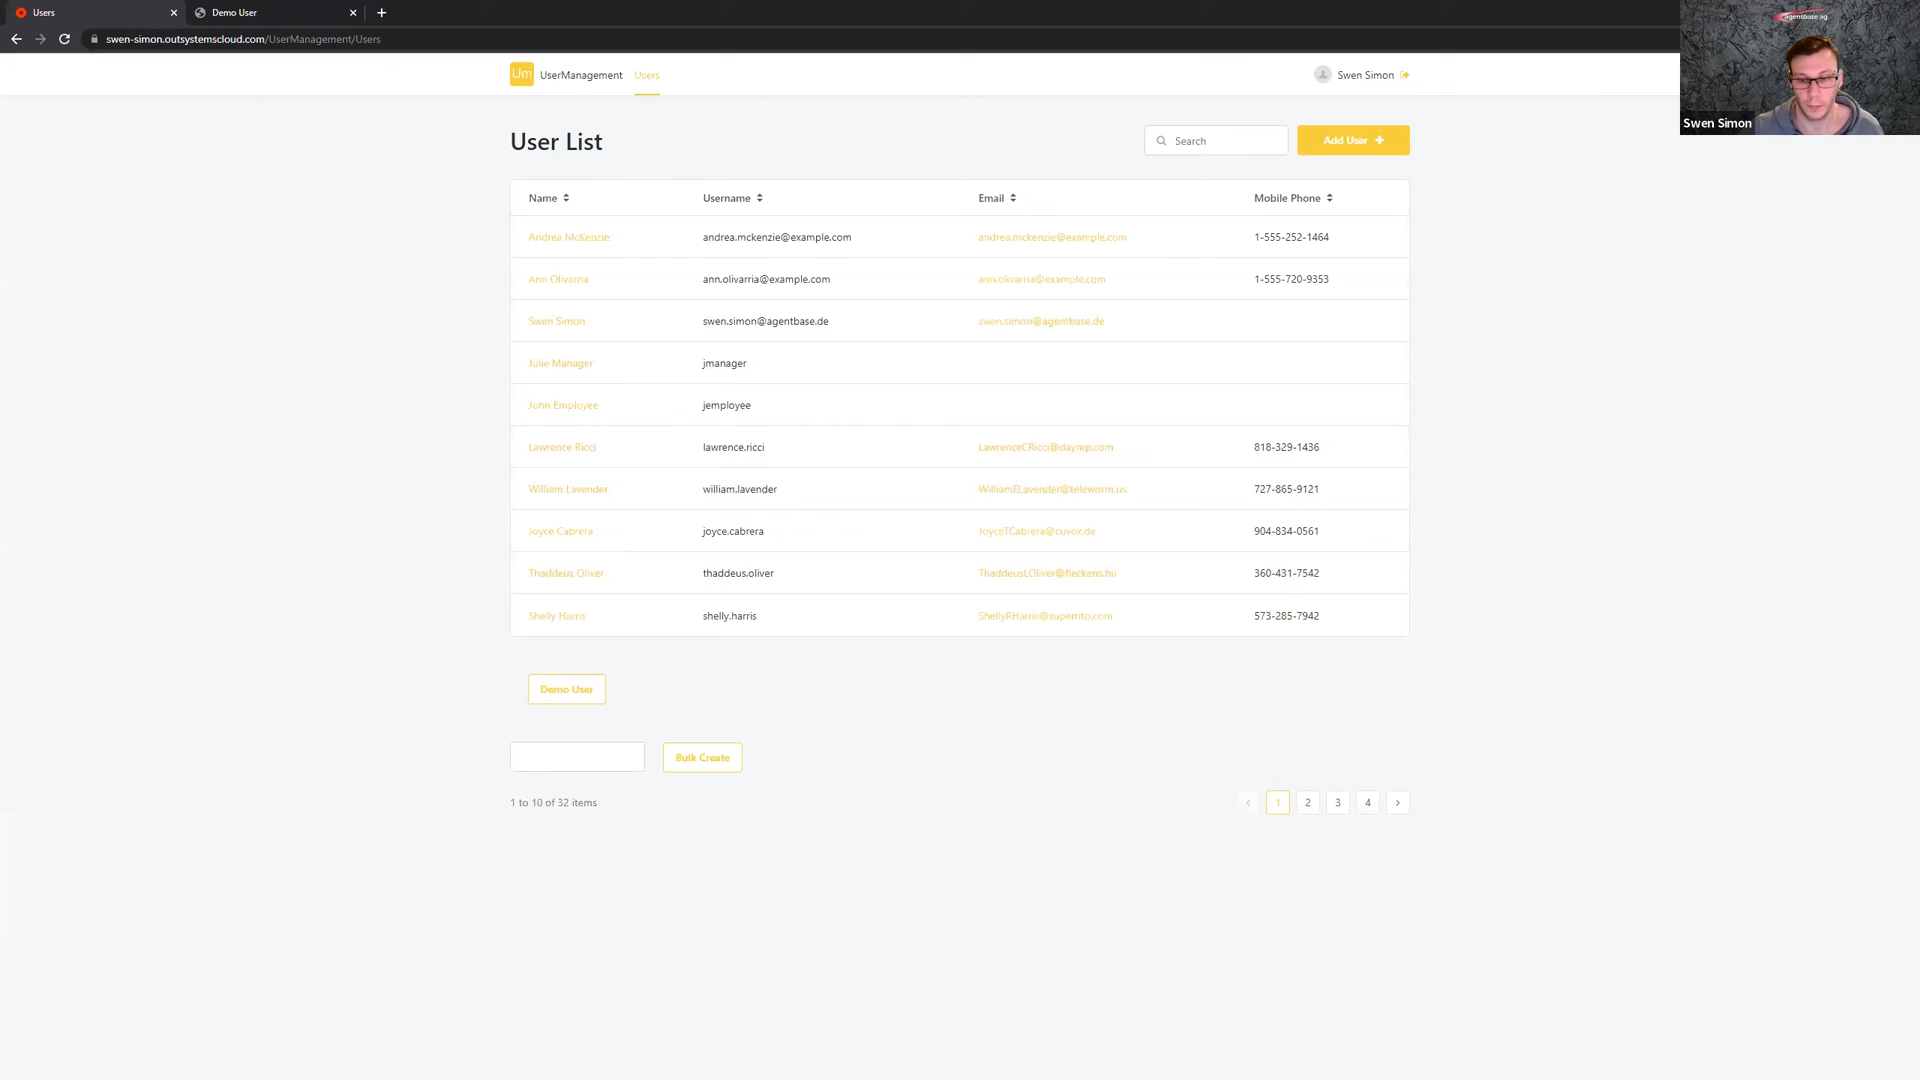 Users
Demo User
swen-simon.outsystemscloud.com/UserManagement/Users
agentbase ag
Swen Simon
Um UserManagement Users
Swen Simon
User List
Search
Add User
Name Username Email Mobile Phone
Andrea McKenzie andrea.mckenzie@example.com andrea.mckenzie@example.com 1-555-252-1464
Ann Olivarria ann.olivarria@example.com ann.olivarria@example.com 1-555-720-9353
Swen Simon swen.simon@agentbase.de swen.simon@agentbase.de
Julie Manager jmanager
John Employee jemployee
Lawrence Ricci lawrence.ricci LawrenceCRicci@dayrep.com 818-329-1436
William Lavender william.lavender WilliamELavender@teleworm.us 727-865-9121
Joyce Cabrera joyce.cabrera JoyceTCabrera@cuvox.de 904-834-0561
Thaddeus Oliver thaddeus.oliver ThaddeusLOliver@fleckens.hu 360-431-7542
Shelly Harris shelly.harris ShellyRHarris@superrito.com 573-285-7942
Demo User
Bulk Create
1 to 10 of 32 items
1 2 3 4